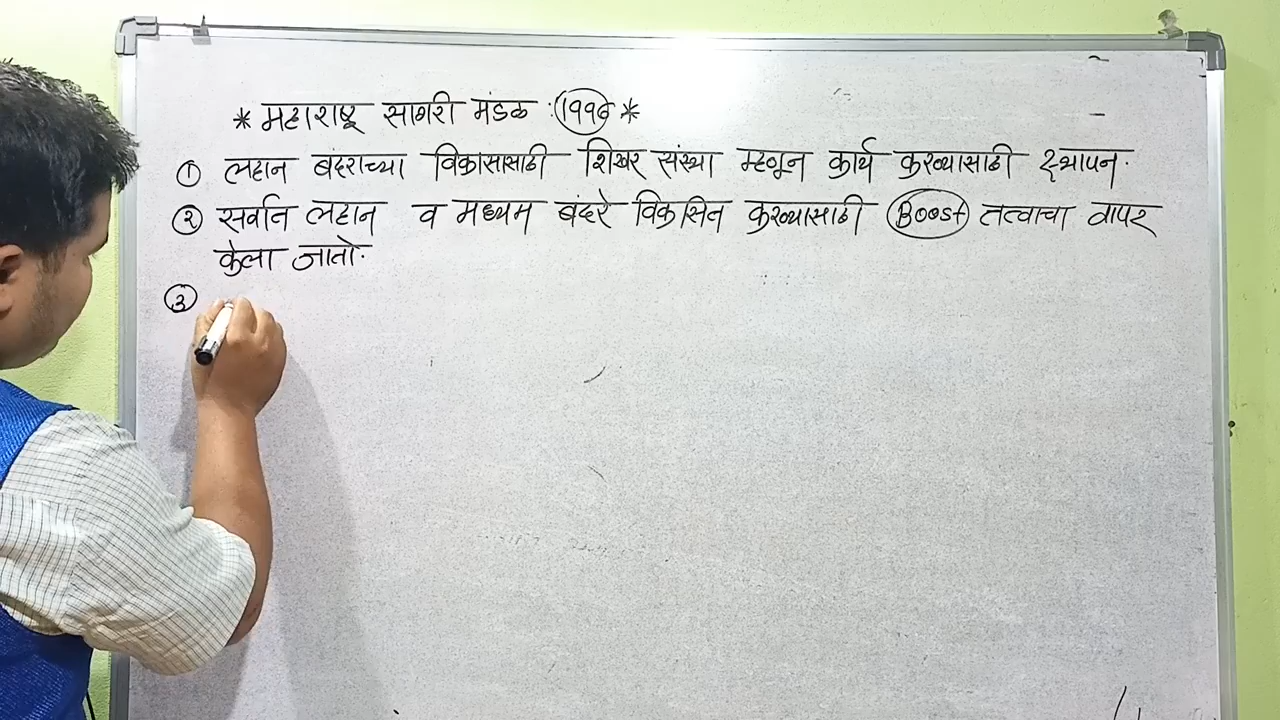 * महाराष्ट्र सागरी मंडळ : १९९६ *
① लहान बंदराच्या विकासासाठी शिखर संस्था म्हणून कार्य करण्यासाठी स्थापन.
② सर्वात लहान व मध्यम बंदरे विकसित करण्यासाठी Boost तत्वाचा वापर
केला जातो.
③